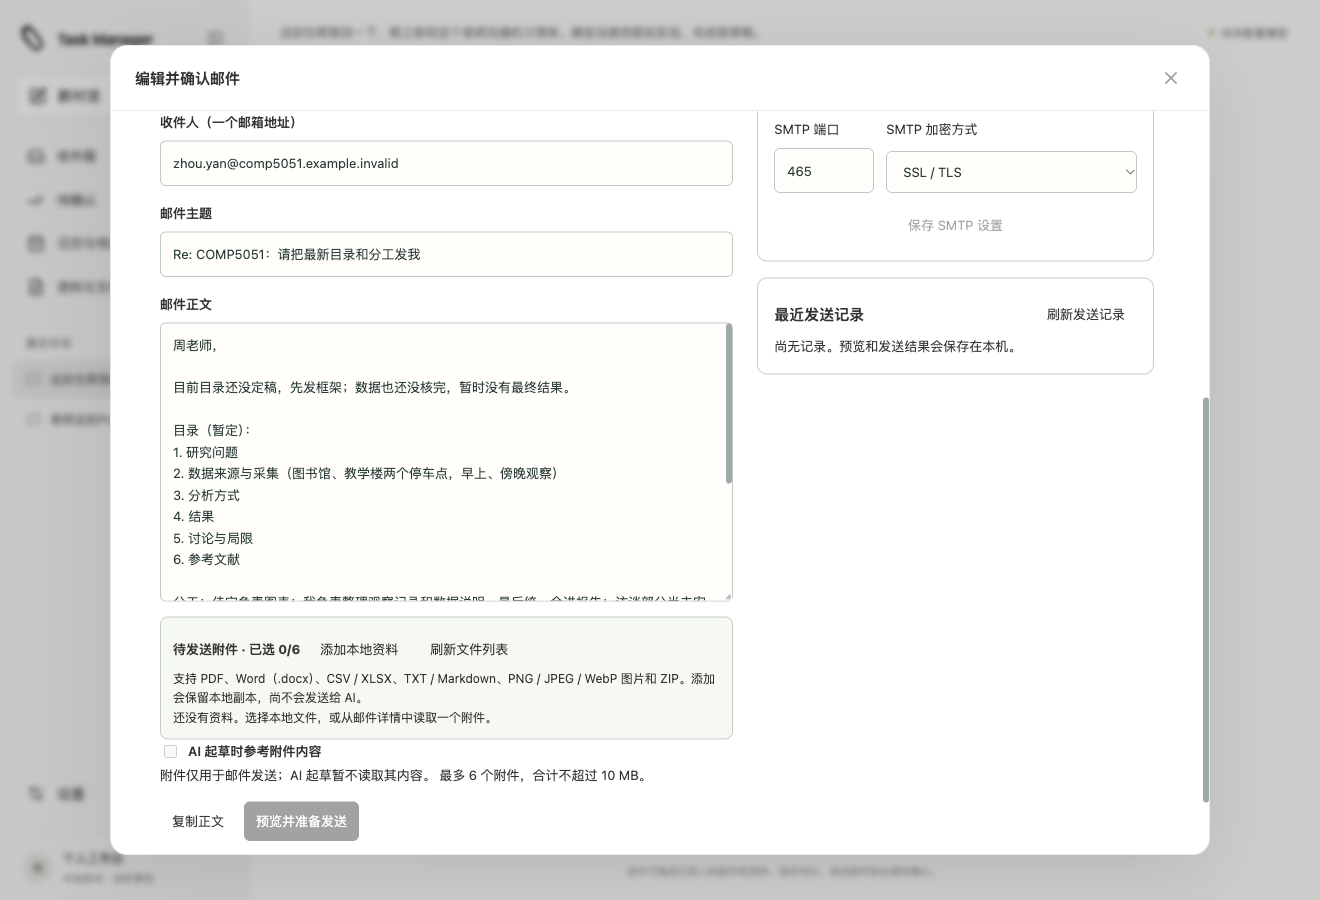 Task Manager
编辑并确认邮件
收件人（一个邮箱地址）
zhou.yan@comp5051.example.invalid
邮件主题
Re: COMP5051：请把最新目录和分工发我
邮件正文
周老师，
目前目录还没定稿，先发框架；数据也还没核完，暂时没有最终结果。
目录（暂定）：
1. 研究问题
2. 数据来源与采集（图书馆、教学楼两个停车点，早上、傍晚观察）
3. 分析方式
4. 结果
5. 讨论与局限
6. 参考文献
待发送附件 · 已选 0/6
添加本地资料
刷新文件列表
支持 PDF、Word（.docx）、CSV / XLSX、TXT / Markdown、PNG / JPEG / WebP 图片和 ZIP。添加
会保留本地副本，尚不会发送给 AI。
还没有资料。选择本地文件，或从邮件详情中读取一个附件。
AI 起草时参考附件内容
附件仅用于邮件发送；AI 起草暂不读取其内容。 最多 6 个附件，合计不超过 10 MB。
复制正文
预览并准备发送
SMTP 端口
SMTP 加密方式
465
SSL / TLS
保存 SMTP 设置
最近发送记录
刷新发送记录
尚无记录。预览和发送结果会保存在本机。
设置